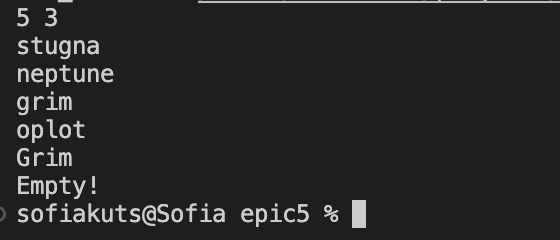 5 3
stugna
neptune
grim
oplot
Grim
Empty!
sofiakuts@Sofia epic5 %